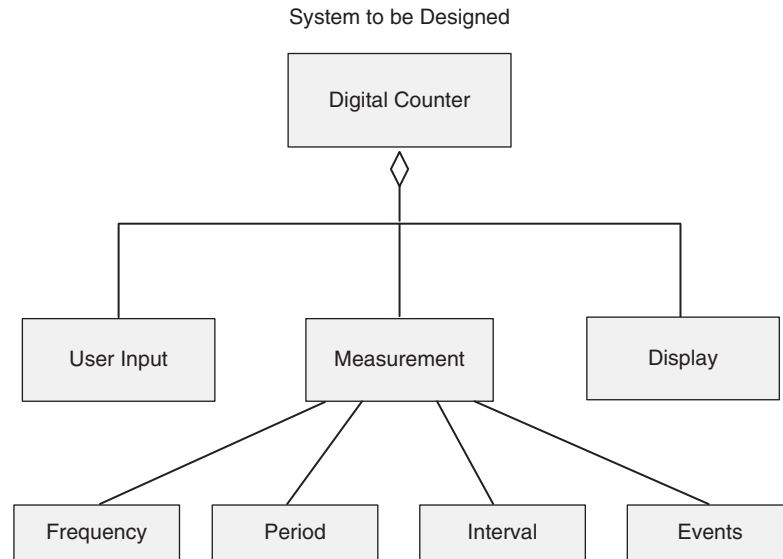 System to be Designed
Digital Counter
User Input
Measurement
Display
Frequency
Period
Interval
Events